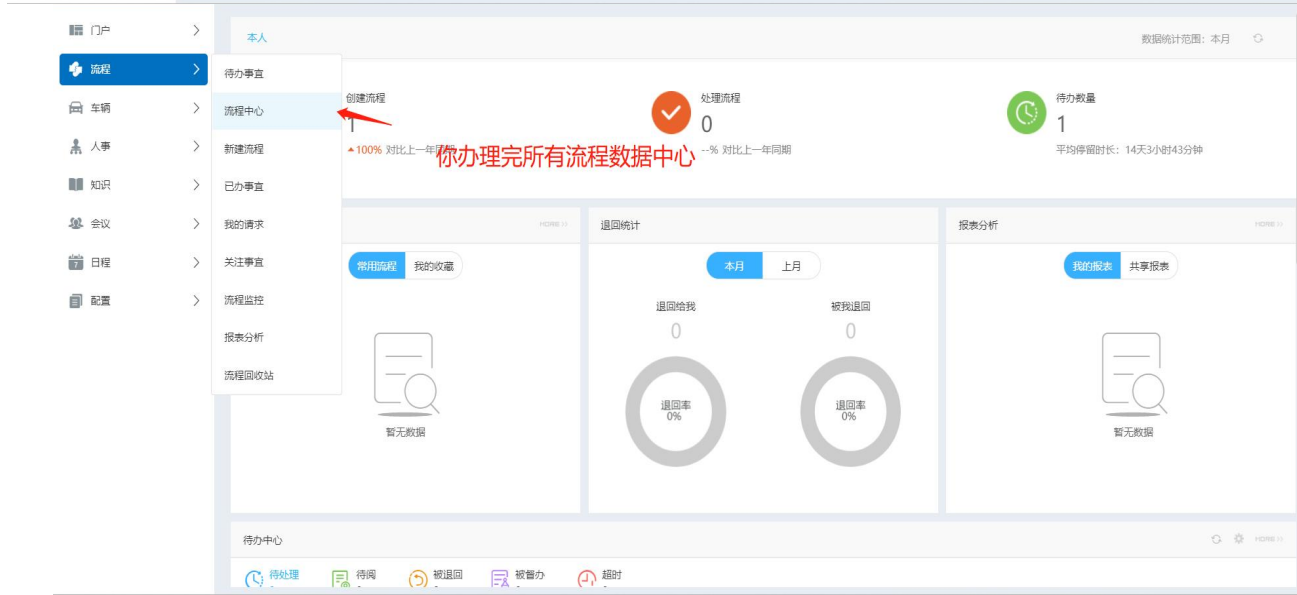 门户
流程
车辆
人事
知识
会议
7
日程
配置
待办事宜
流程中心
新建流程
已办事宜
我的请求
关注事宜
流程监控
报表分析
流程回收站
本人
数据统计范围: 本月
创建流程
1
100% 对比上一年同期
处理流程
0
--% 对比上一年同期
待办数量
1
平均停留时长: 14天3小时43分钟
你办理完所有流程数据中心
MORE
常用流程
我的收藏
暂无数据
退回统计
本月
上月
退回给我
0
退回率
0%
被我退回
0
退回率
0%
报表分析
MORE
我的报表
共享报表
暂无数据
待办中心
MORE
待处理
待阅
被退回
被督办
超时